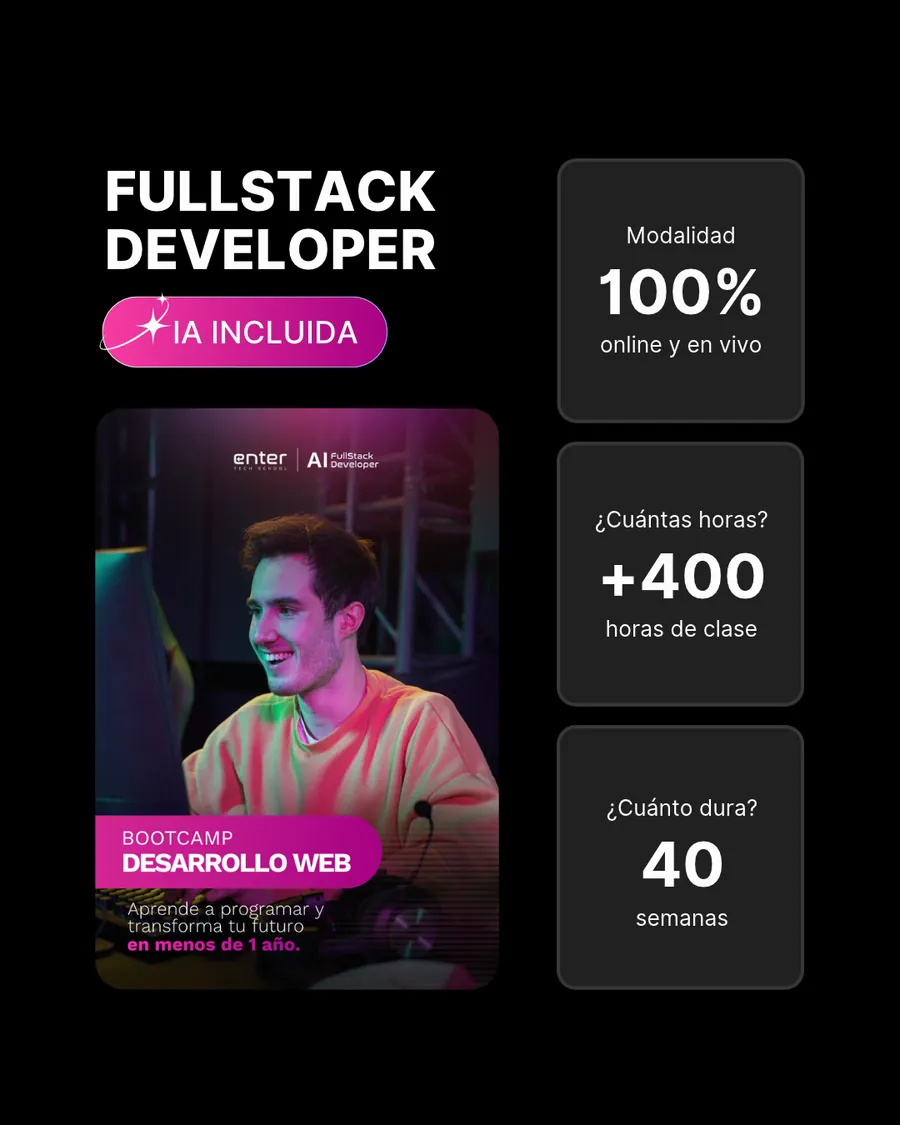 FULLSTACK
DEVELOPER
IA INCLUIDA
enter
TECH SCHOOL
AI FullStack
Developer
BOOTCAMP
DESARROLLO WEB
Aprende a programar y
transforma tu futuro
en menos de 1 año.
Modalidad
100%
online y en vivo
¿Cuántas horas?
+400
horas de clase
¿Cuánto dura?
40
semanas